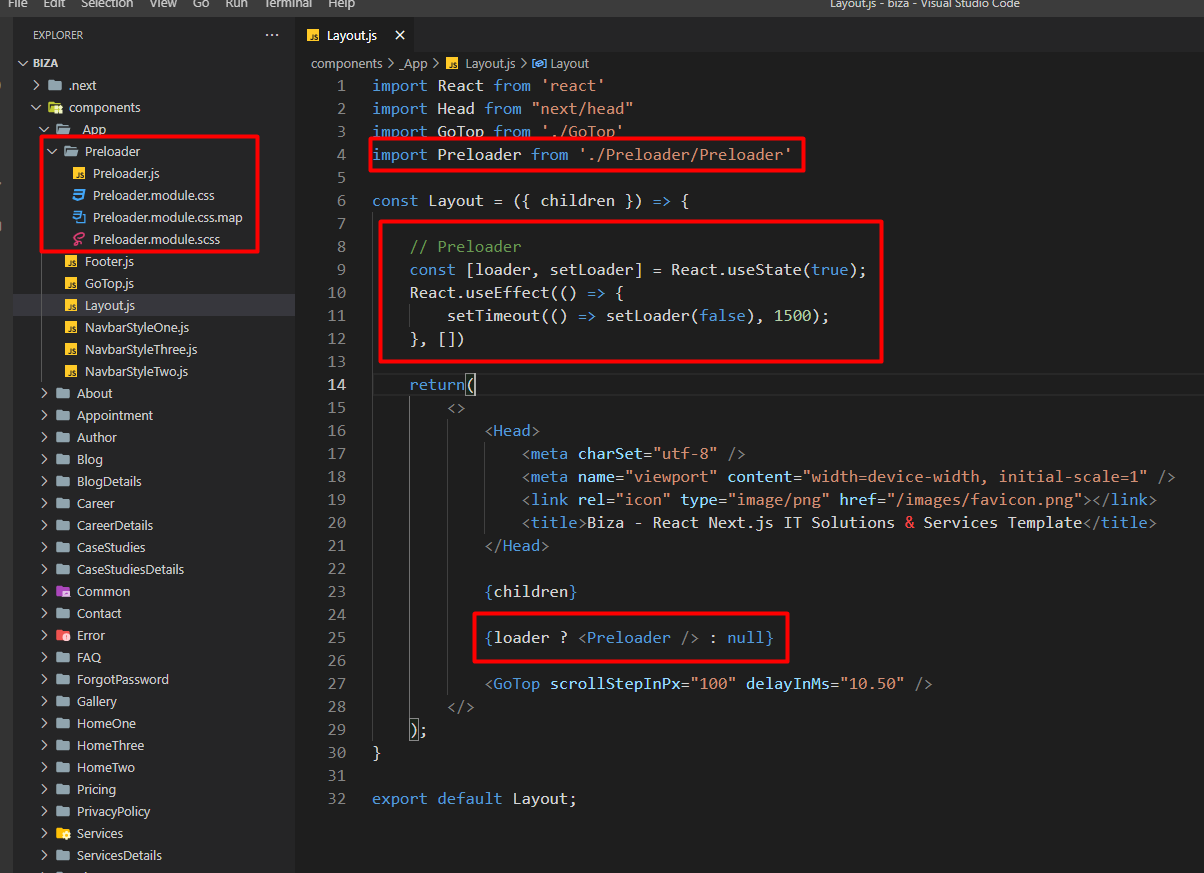 File Edit Selection View Go Run Terminal Help Layout.js - biza - Visual Studio Code
EXPLORER ···
BIZA
.next
components
_App
Preloader
Preloader.js
Preloader.module.css
Preloader.module.css.map
Preloader.module.scss
Footer.js
GoTop.js
Layout.js
NavbarStyleOne.js
NavbarStyleThree.js
NavbarStyleTwo.js
About
Appointment
Author
Blog
BlogDetails
Career
CareerDetails
CaseStudies
CaseStudiesDetails
Common
Contact
Error
FAQ
ForgotPassword
Gallery
HomeOne
HomeThree
HomeTwo
Pricing
PrivacyPolicy
Services
ServicesDetails
JS Layout.js ×
components > _App > JS Layout.js > Layout
1 import React from 'react'
2 import Head from "next/head"
3 import GoTop from './GoTop'
4 import Preloader from './Preloader/Preloader'
5
6 const Layout = ({ children }) => {
7
8 // Preloader
9 const [loader, setLoader] = React.useState(true);
10 React.useEffect(() => {
11 setTimeout(() => setLoader(false), 1500);
12 }, [])
13
14 return(
15 <>
16 <Head>
17 <meta charSet="utf-8" />
18 <meta name="viewport" content="width=device-width, initial-scale=1" />
19 <link rel="icon" type="image/png" href="/images/favicon.png"></link>
20 <title>Biza - React Next.js IT Solutions & Services Template</title>
21 </Head>
22
23 {children}
24
25 {loader ? <Preloader /> : null}
26
27 <GoTop scrollStepInPx="100" delayInMs="10.50" />
28 </>
29 );
30 }
31
32 export default Layout;